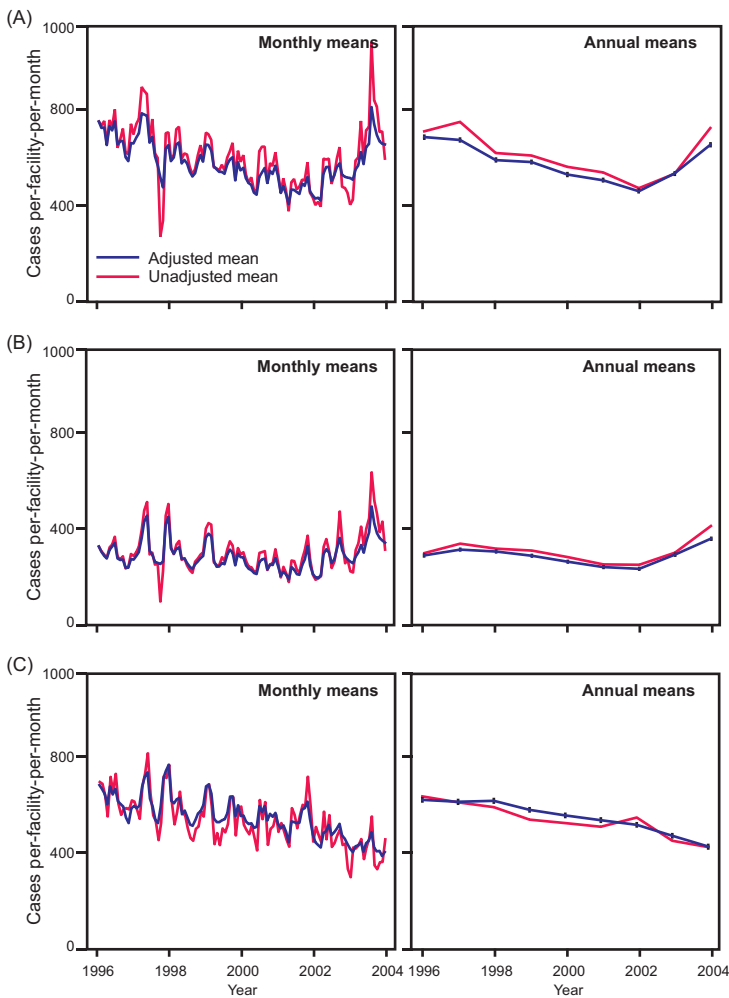 (A)
1000
800
400
0
Cases per-facility-per-month
Monthly means
Annual means
Adjusted mean
Unadjusted mean
(B)
1000
800
400
0
Cases per-facility-per-month
Monthly means
Annual means
(C)
1000
800
400
0
Cases per-facility-per-month
Monthly means
Annual means
1996 1998 2000 2002 2004 1996 1998 2000 2002 2004
Year Year